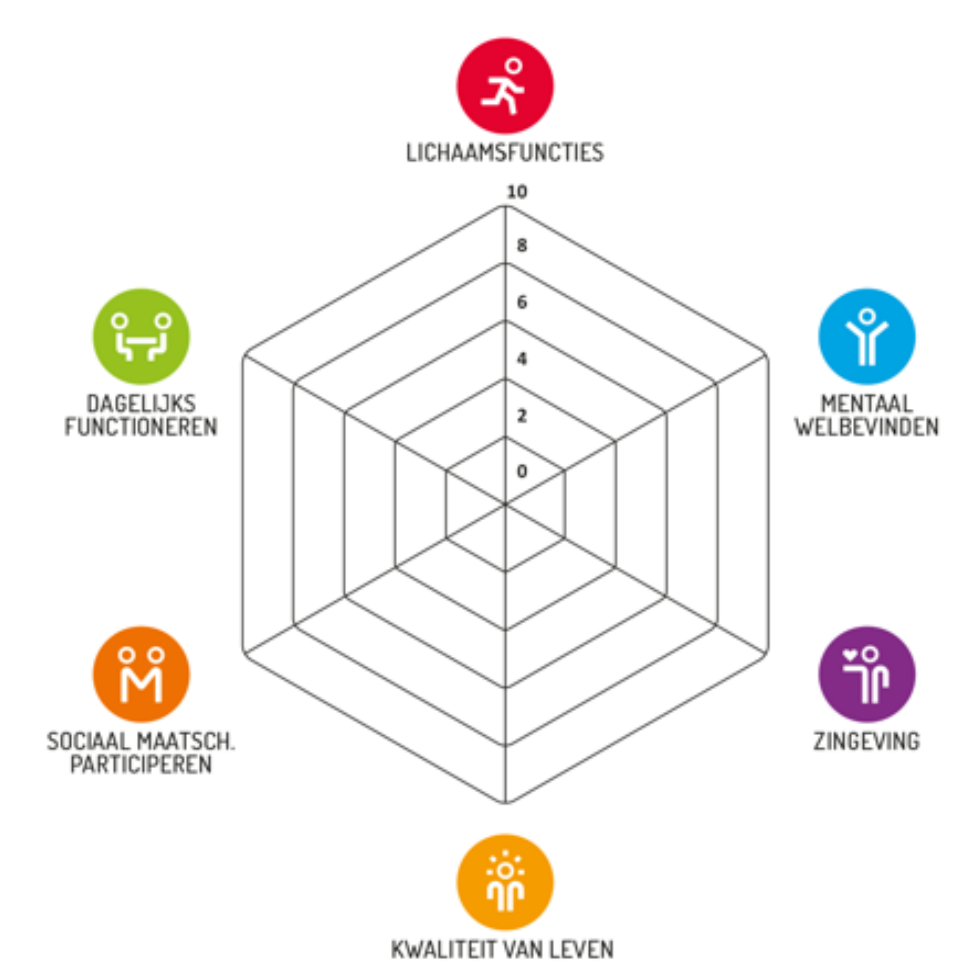 LICHAAMSFUNCTIES
10
8
6
4
2
0
DAGELIJKS
FUNCTIONEREN
MENTAAL
WELBEVINDEN
SOCIAAL MAATSCH.
PARTICIPEREN
ZINGEVING
KWALITEIT VAN LEVEN